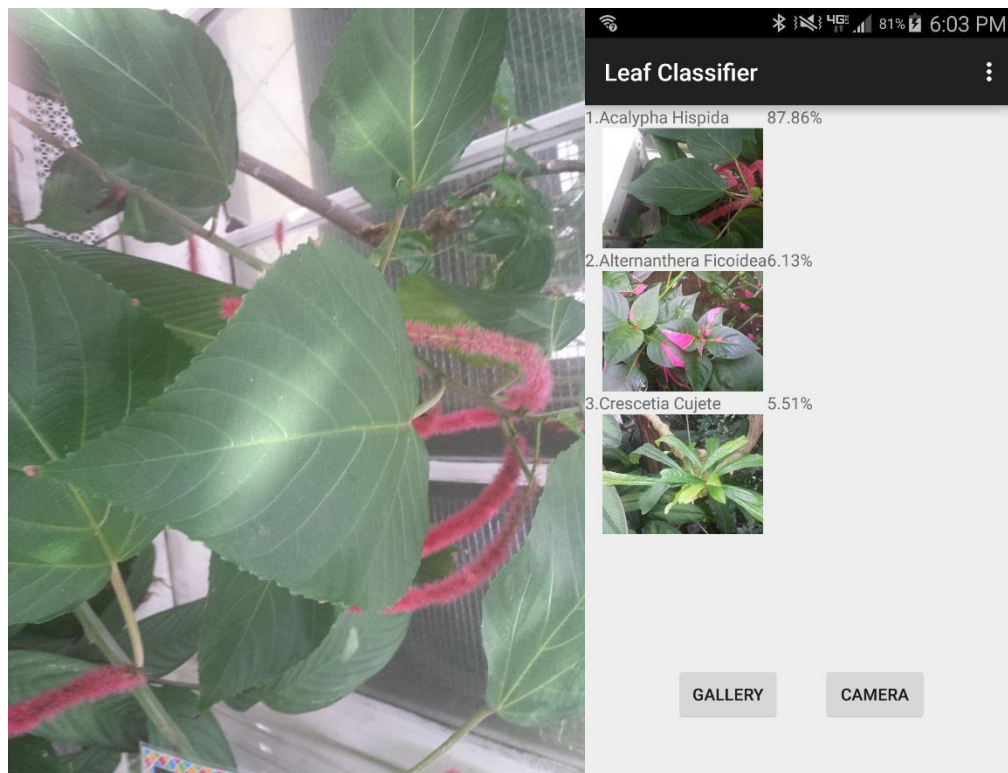 4G 81% 6:03 PM
Leaf Classifier
1.Acalypha Hispida 87.86%
2.Alternanthera Ficoidea6.13%
3.Crescetia Cujete 5.51%
GALLERY CAMERA